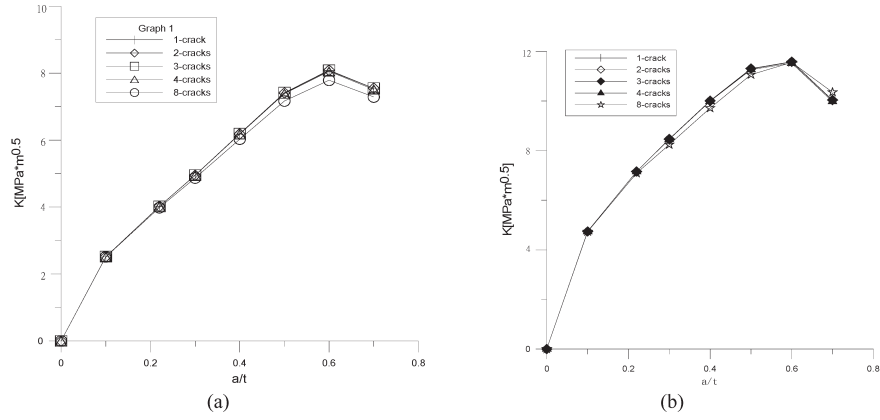 Graph 1
1-crack
2-cracks
3-cracks
4-cracks
8-cracks
10
8
6
4
2
0
K[MPa*m0.5
0
0.2
0.4
0.6
0.8
a/t
(a)
1-crack
2-cracks
3-cracks
4-cracks
8-cracks
12
8
4
0
K[MPa*m0.5]
0
0.2
0.4
0.6
0.8
a/t
(b)